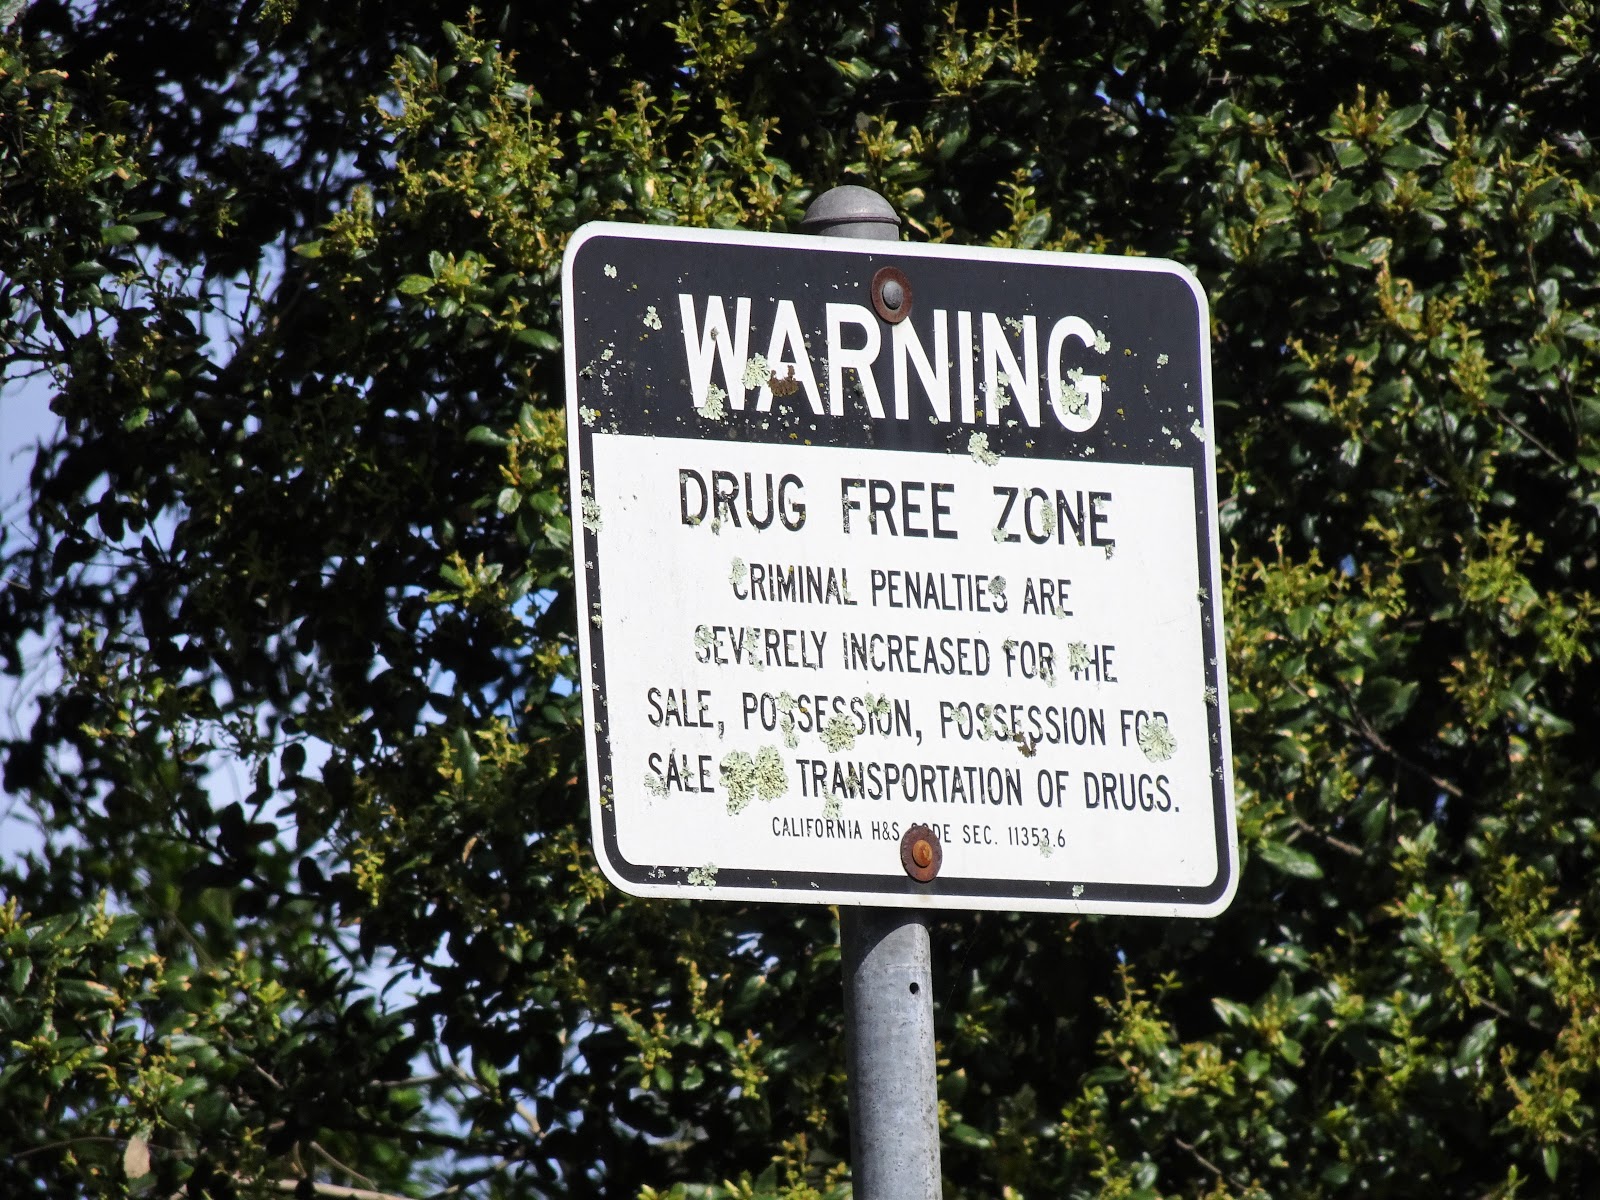 WARNING
DRUG FREE ZONE
CRIMINAL PENALTIES ARE
SEVERELY INCREASED FOR THE
SALE, POSSESSION, POSSESSION FOR
SALE TRANSPORTATION OF DRUGS.
CALIFORNIA H&S CODE SEC. 11353.6